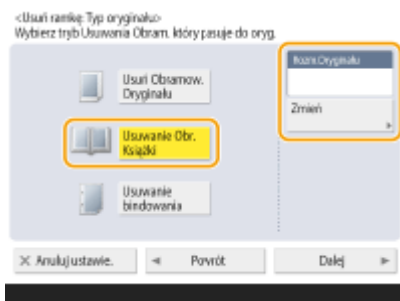 <Usuń ramkę: Typ oryginału>
Wybierz tryb Usuwania Obram. który pasuje do oryg.
Usuń Obramow.
Oryginału
Rozm.Oryginału
Zmień
Usuwanie Obr.
Książki
Usuwanie
bindowania
Anuluj ustawie.
Powrót
Dalej